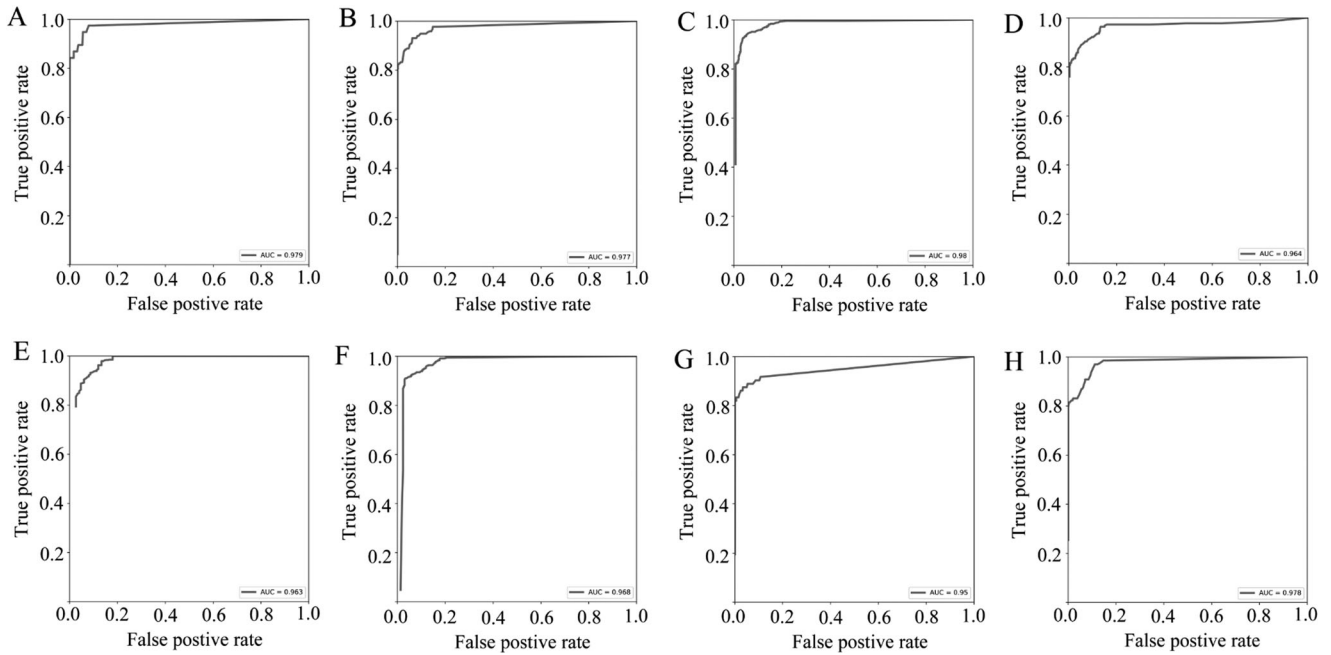 A
1.0
0.8
0.6
0.4
0.2
True positive rate
AUC = 0.979
0.0 0.2 0.4 0.6 0.8 1.0
False postive rate
B
1.0
0.8
0.6
0.4
0.2
True positive rate
AUC = 0.977
0.0 0.2 0.4 0.6 0.8 1.0
False postive rate
C
1.0
0.8
0.6
0.4
0.2
True positive rate
AUC = 0.98
0.0 0.2 0.4 0.6 0.8 1.0
False postive rate
D
1.0
0.8
0.6
0.4
0.2
True positive rate
AUC = 0.964
0.0 0.2 0.4 0.6 0.8 1.0
False postive rate
E
1.0
0.8
0.6
0.4
0.2
True positive rate
AUC = 0.963
0.0 0.2 0.4 0.6 0.8 1.0
False postive rate
F
1.0
0.8
0.6
0.4
0.2
True positive rate
AUC = 0.968
0.0 0.2 0.4 0.6 0.8 1.0
False postive rate
G
1.0
0.8
0.6
0.4
0.2
True positive rate
AUC = 0.95
0.0 0.2 0.4 0.6 0.8 1.0
False postive rate
H
1.0
0.8
0.6
0.4
0.2
True positive rate
AUC = 0.978
0.0 0.2 0.4 0.6 0.8 1.0
False postive rate